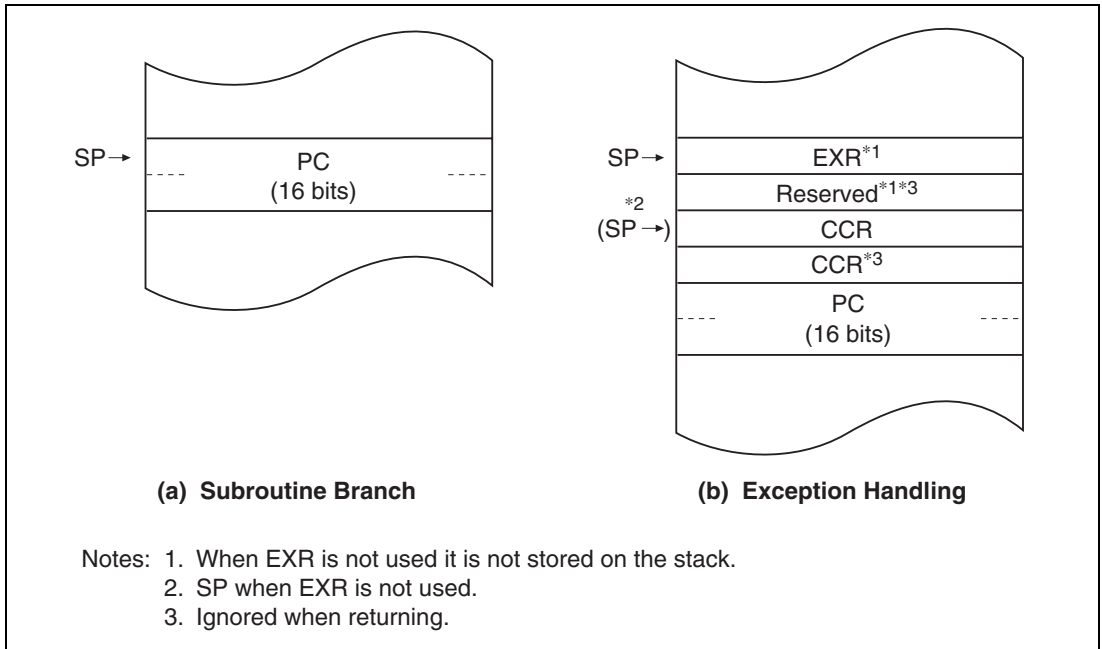 SP→
PC
(16 bits)
(a) Subroutine Branch
SP→
*2
(SP→)
EXR*1
Reserved*1*3
CCR
CCR*3
PC
(16 bits)
(b) Exception Handling
Notes: 1. When EXR is not used it is not stored on the stack.
2. SP when EXR is not used.
3. Ignored when returning.